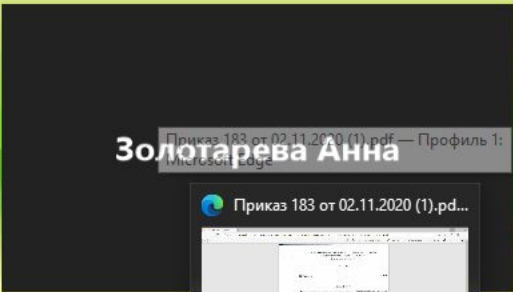 Золотарева Анна
Приказ 183 от 02.11.2020 (1).pdf — Профиль 1:
Microsoft Edge
Приказ 183 от 02.11.2020 (1).pd...